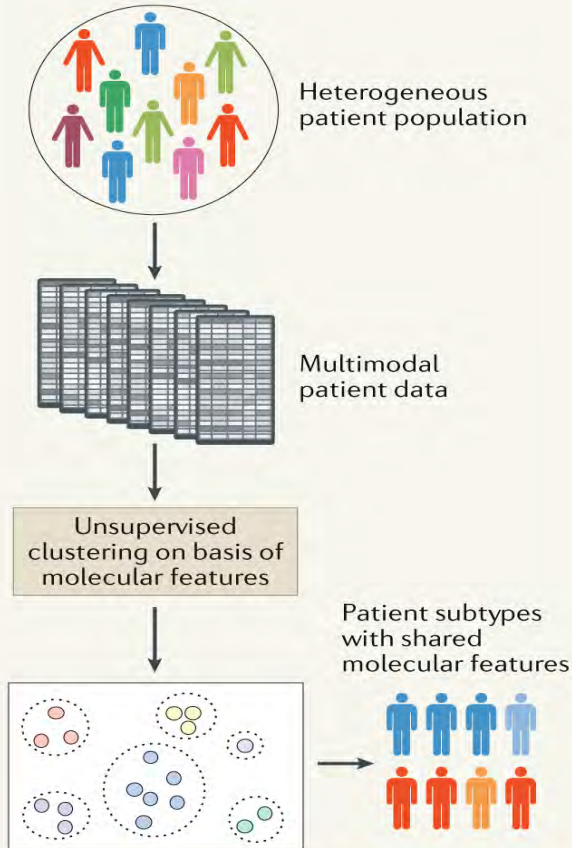 Heterogeneous
patient population
Multimodal
patient data
Unsupervised
clustering on basis of
molecular features
Patient subtypes
with shared
molecular features